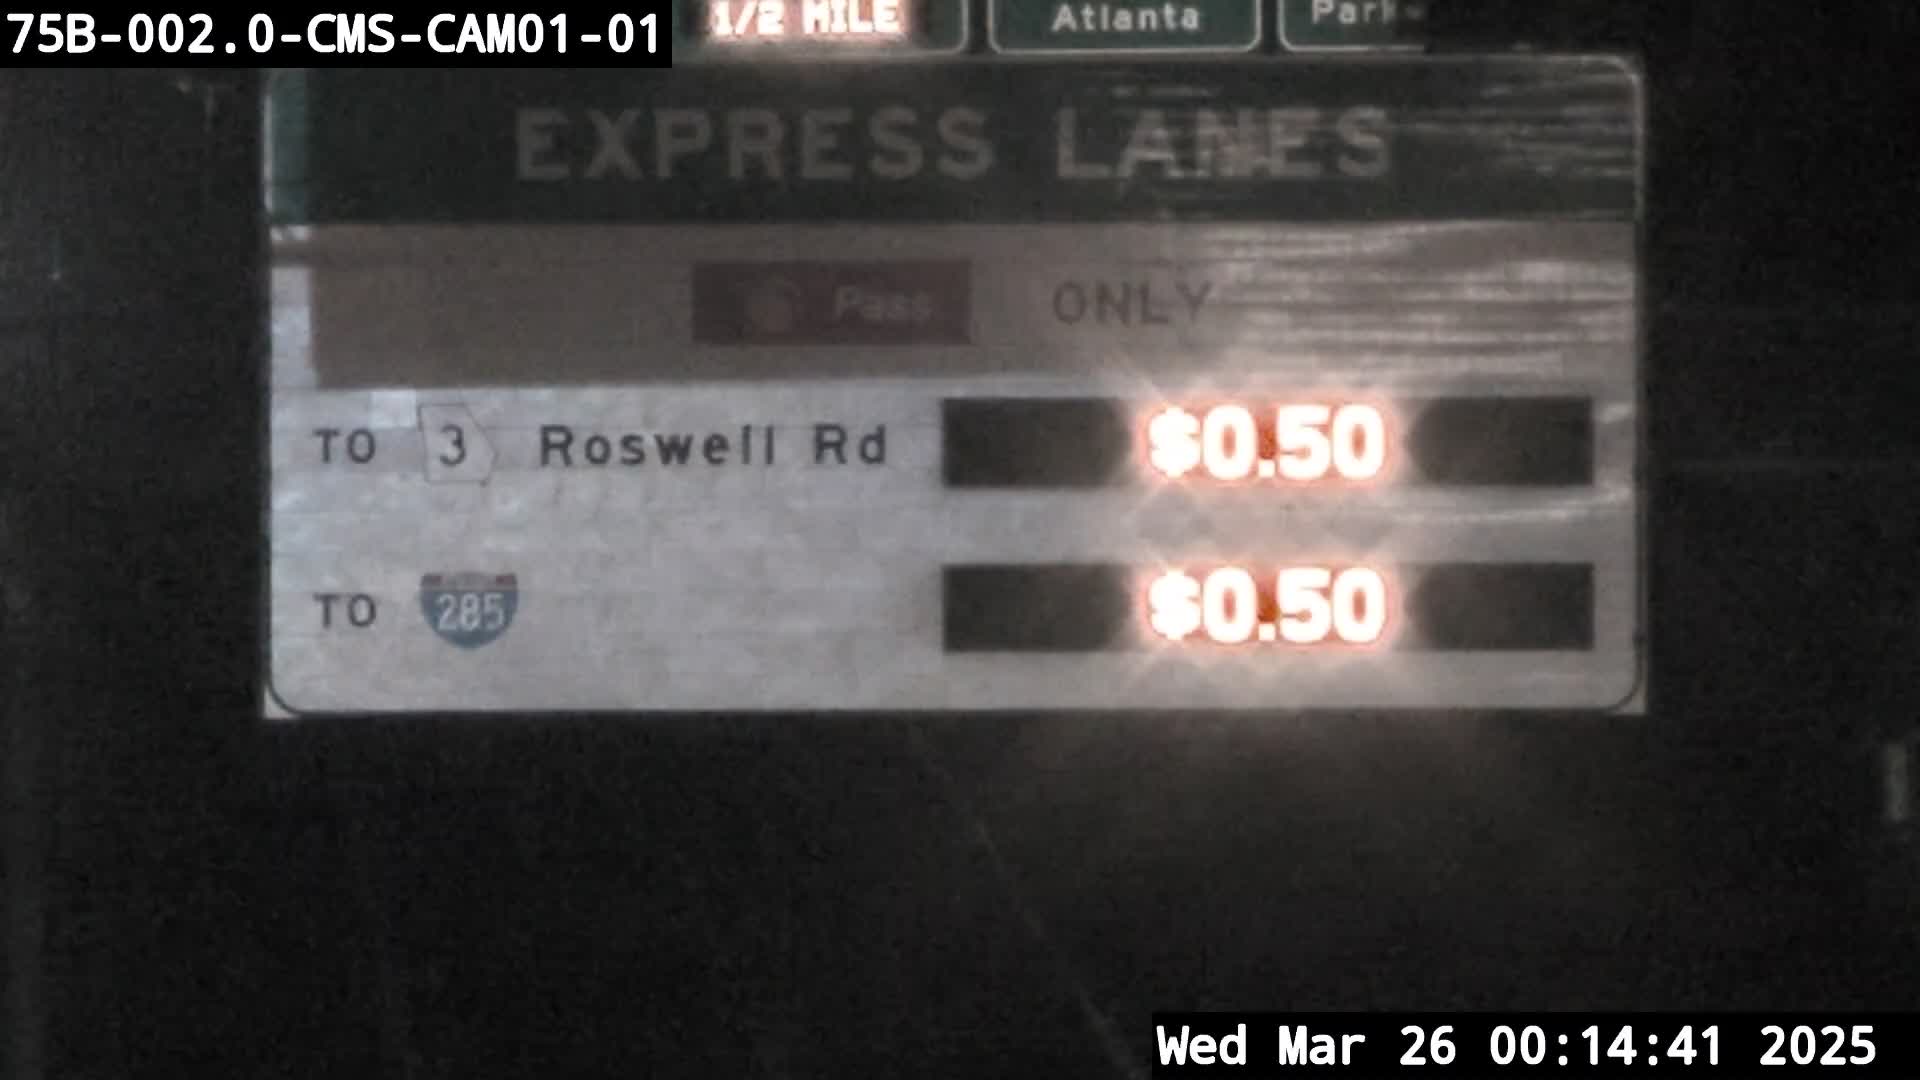 75B-002.0-CMS-CAM01-01
1/2 MILE
Atlanta
EXPRESS LANES
Pass ONLY
TO 3 Roswell Rd $0.50
TO 285 $0.50
Wed Mar 26 00:14:41 2025